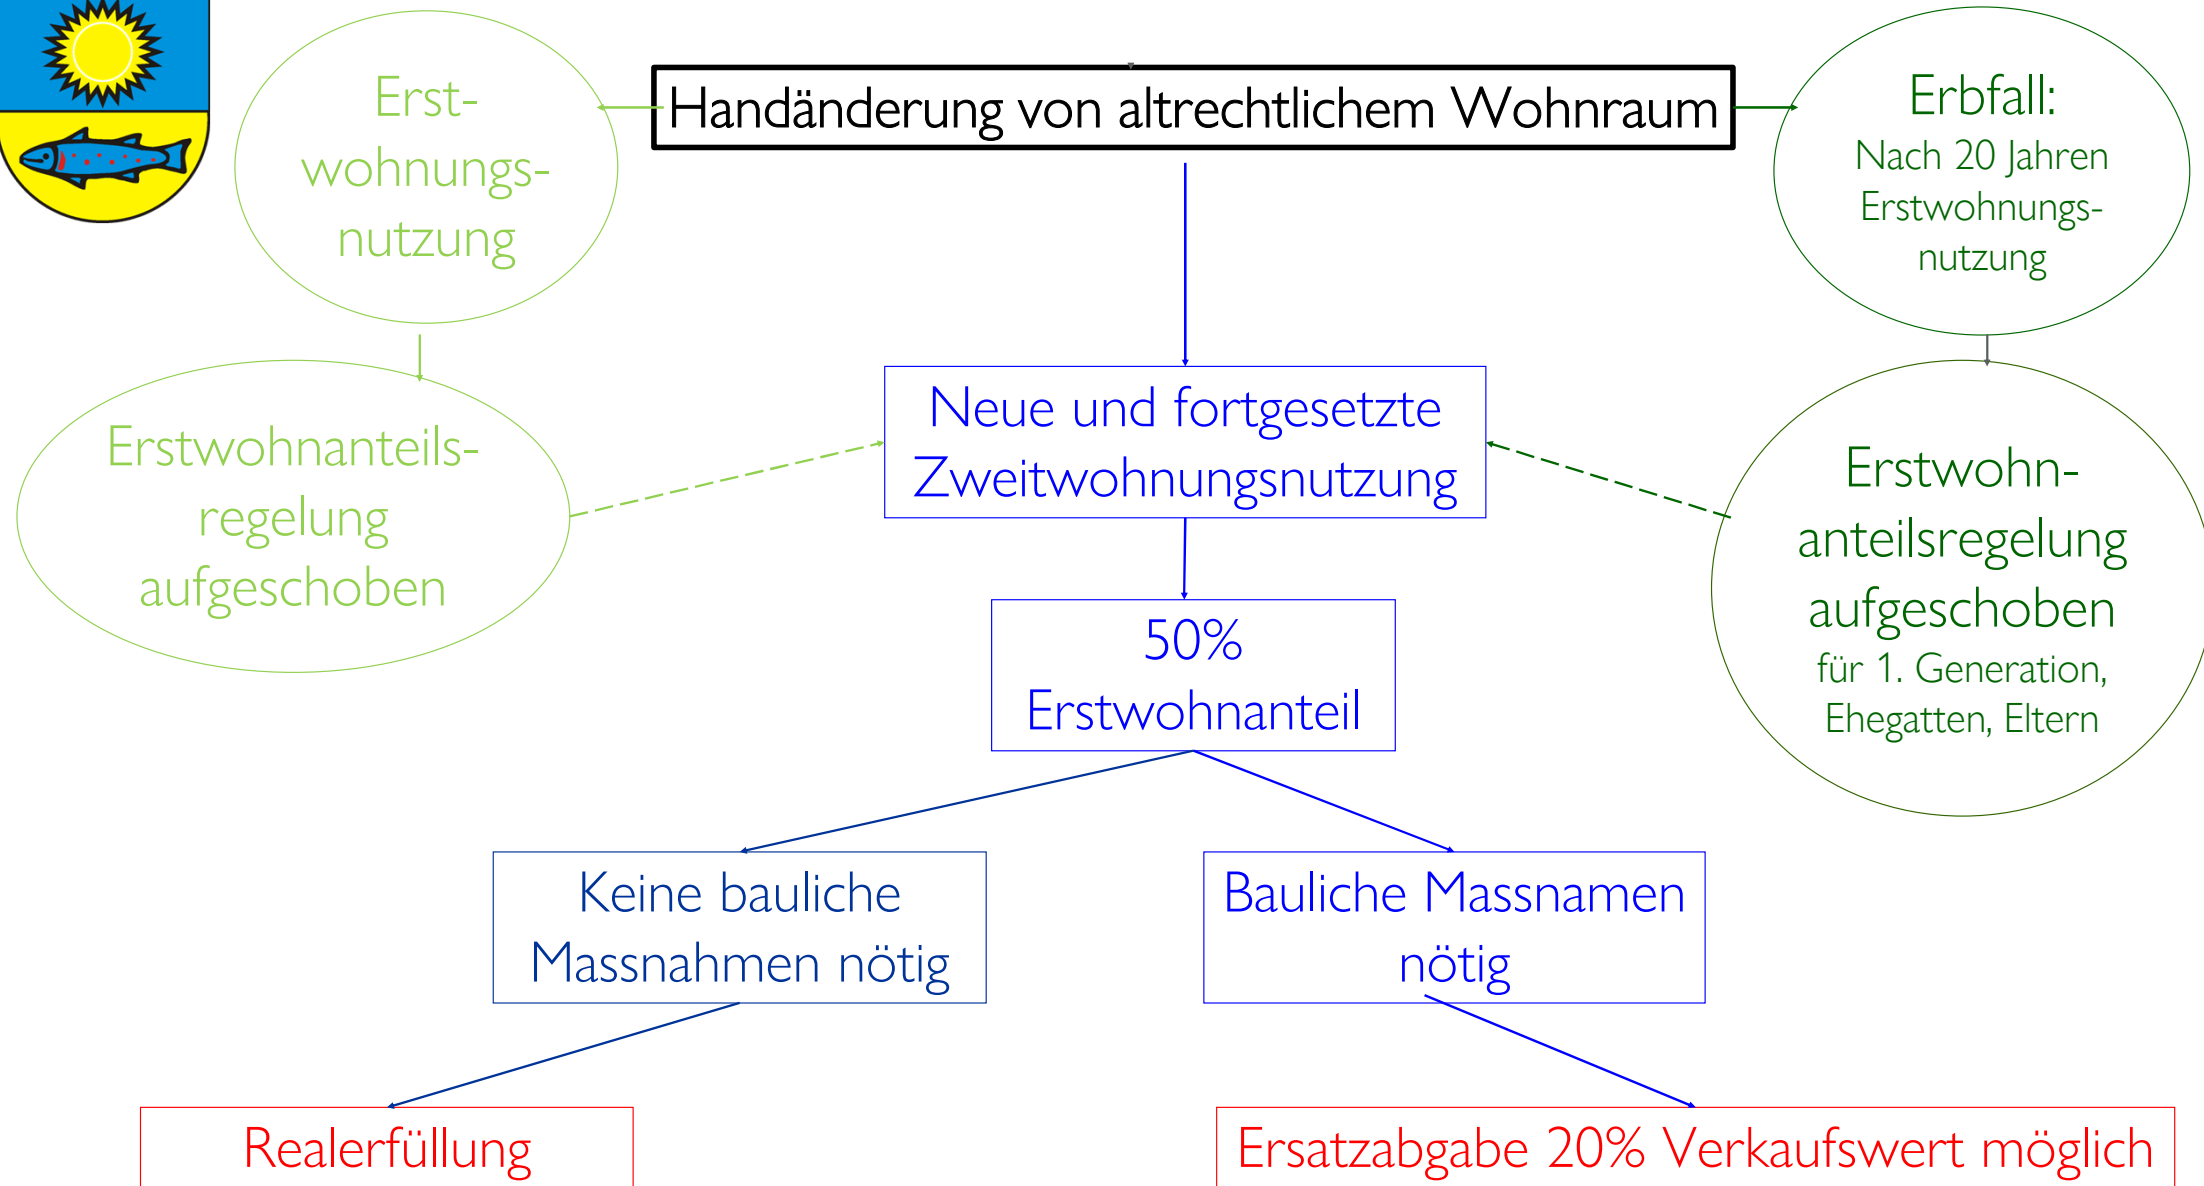 Erst-
wohnungs-
nutzung
Handänderung von altrechtlichem Wohnraum
Erbfall:
Nach 20 Jahren
Erstwohnungs-
nutzung
Erstwohnanteils-
regelung
aufgeschoben
Neue und fortgesetzte
Zweitwohnungsnutzung
Erstwohn-
anteilsregelung
aufgeschoben
für 1. Generation,
Ehegatten, Eltern
50%
Erstwohnanteil
Keine bauliche
Massnahmen nötig
Bauliche Massnamen
nötig
Realerfüllung
Ersatzabgabe 20% Verkaufswert möglich